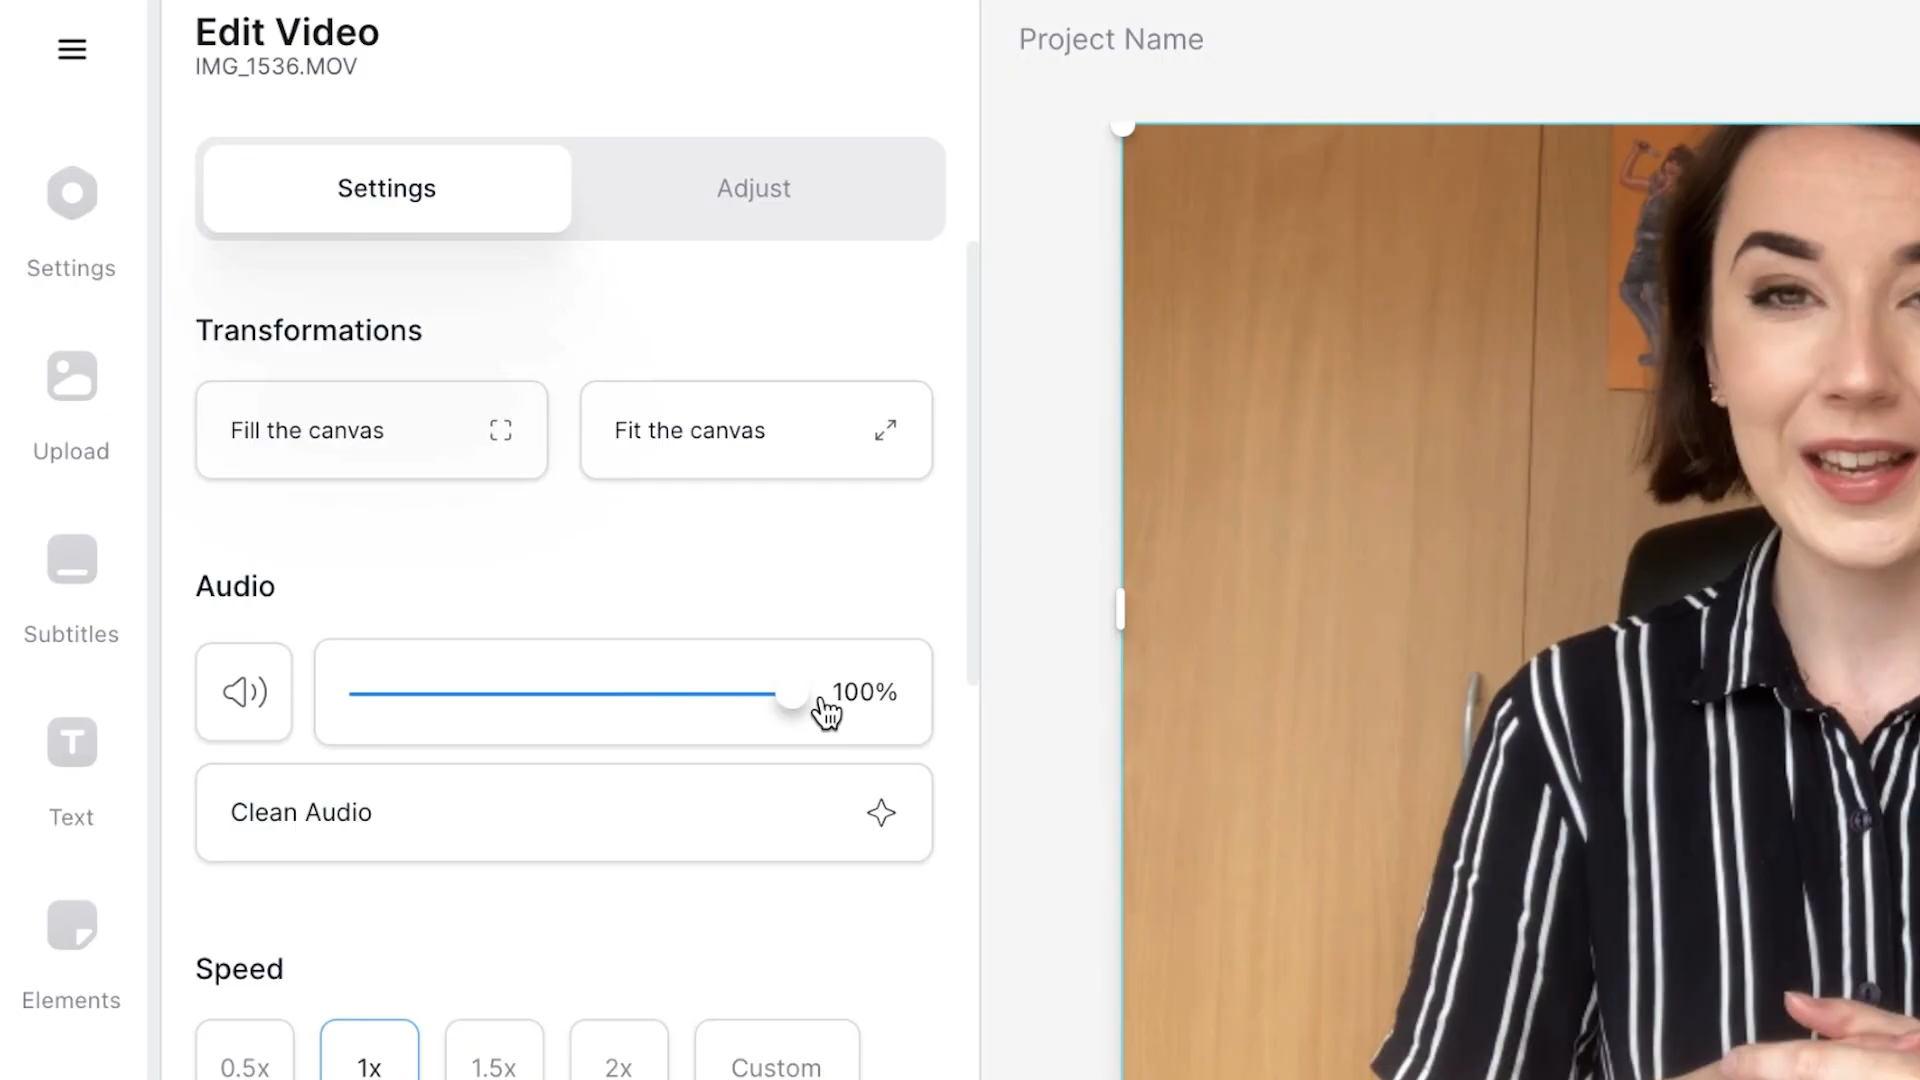 Edit Video
IMG_1536.MOV
Project Name
Settings
Adjust
Settings
Transformations
Fill the canvas
Fit the canvas
Upload
Audio
Subtitles
100%
Text
Clean Audio
Speed
Elements
0.5x
1x
1.5x
2x
Custom